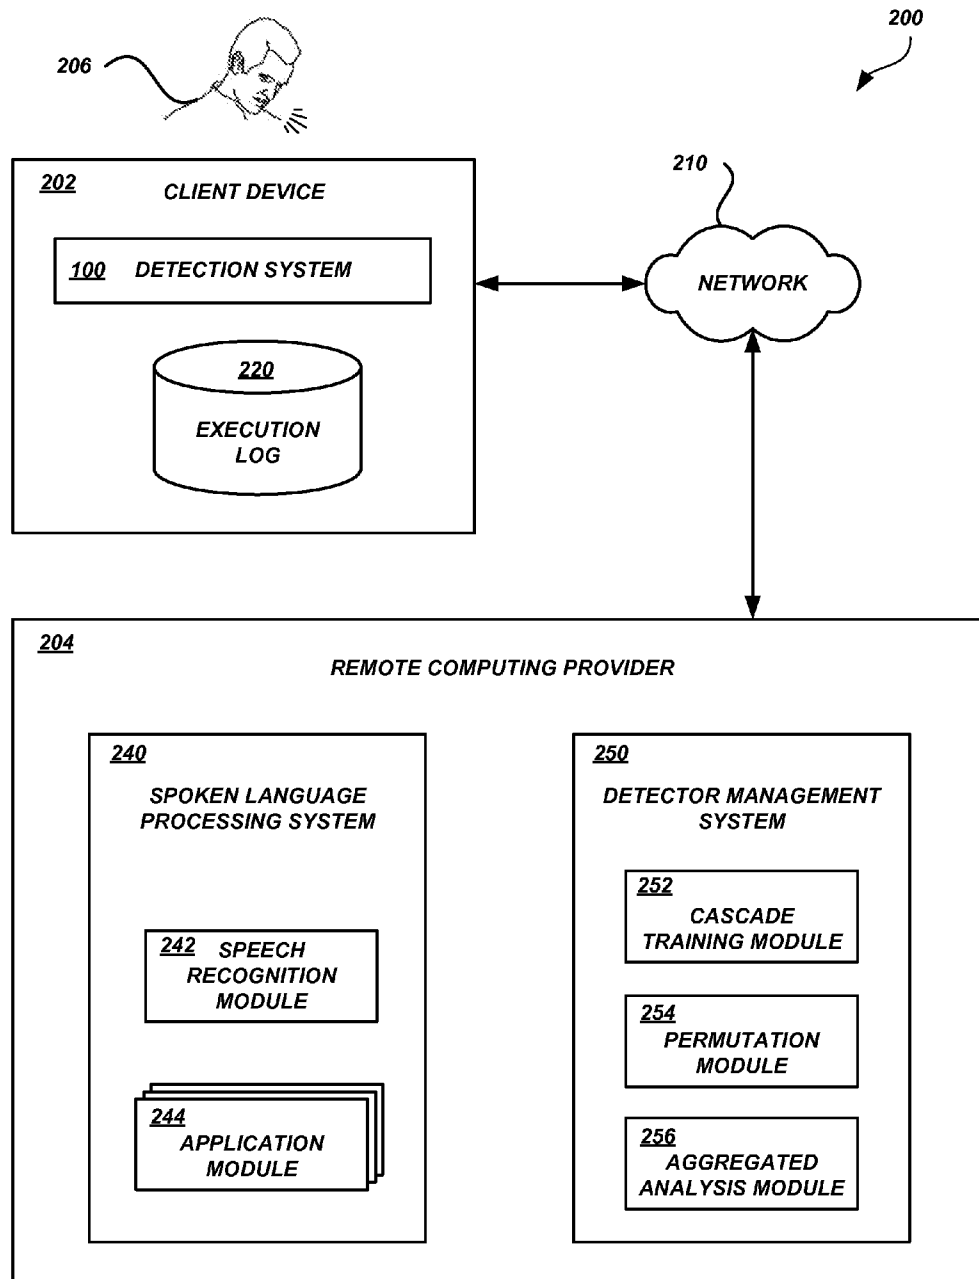 200
206
210
202
CLIENT DEVICE
100 DETECTION SYSTEM
220
EXECUTION
LOG
NETWORK
204
REMOTE COMPUTING PROVIDER
240
SPOKEN LANGUAGE
PROCESSING SYSTEM
242 SPEECH
RECOGNITION
MODULE
244
APPLICATION
MODULE
250
DETECTOR MANAGEMENT
SYSTEM
252
CASCADE
TRAINING MODULE
254
PERMUTATION
MODULE
256
AGGREGATED
ANALYSIS MODULE